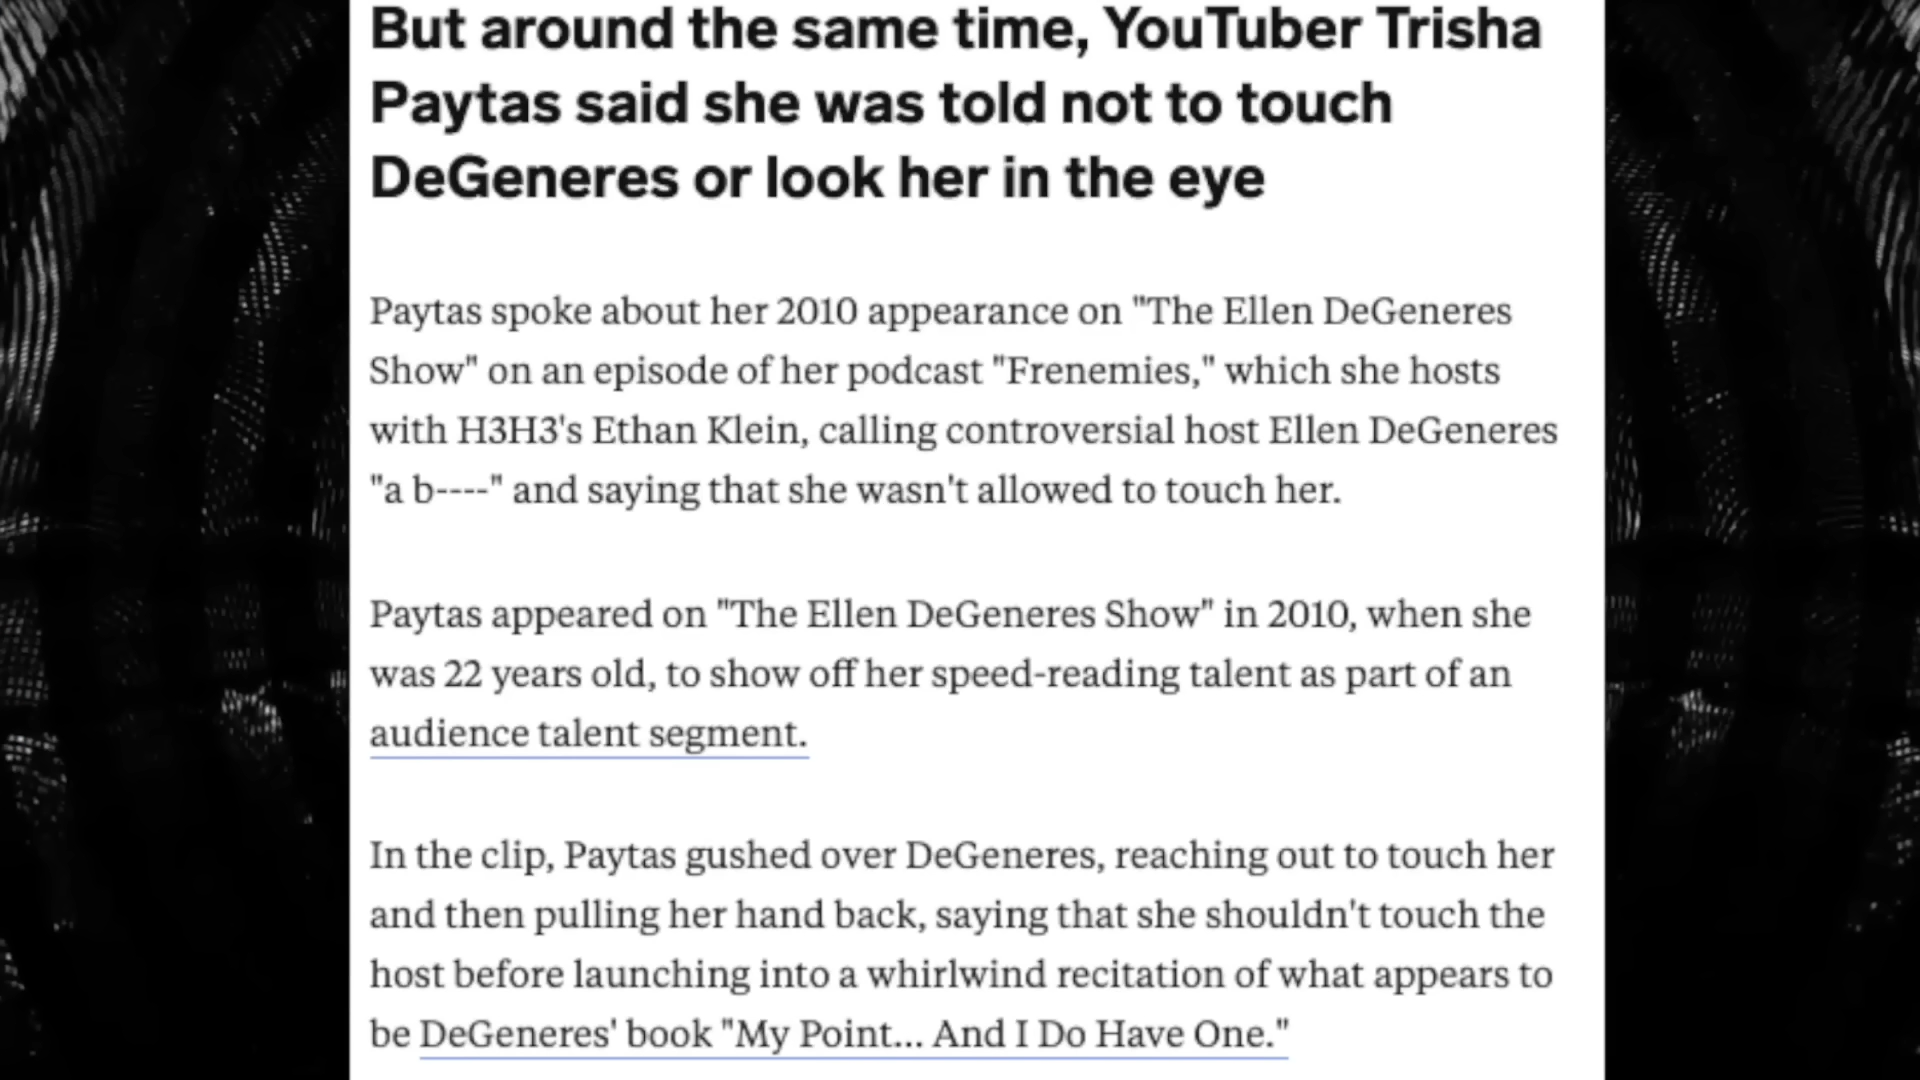 But around the same time, YouTuber Trisha
Paytas said she was told not to touch
DeGeneres or look her in the eye
Paytas spoke about her 2010 appearance on "The Ellen DeGeneres
Show" on an episode of her podcast "Frenemies," which she hosts
with H3H3's Ethan Klein, calling controversial host Ellen DeGeneres
"a b----" and saying that she wasn't allowed to touch her.
Paytas appeared on "The Ellen DeGeneres Show" in 2010, when she
was 22 years old, to show off her speed-reading talent as part of an
audience talent segment.
In the clip, Paytas gushed over DeGeneres, reaching out to touch her
and then pulling her hand back, saying that she shouldn't touch the
host before launching into a whirlwind recitation of what appears to
be DeGeneres' book "My Point... And I Do Have One."